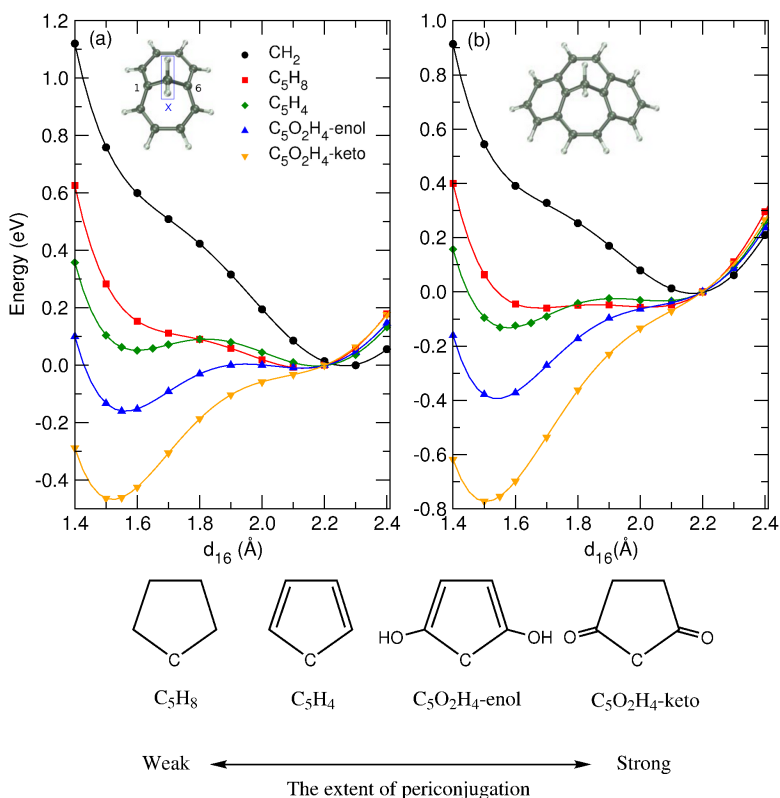 (a)
1
6
X
CH2
C5H8
C5H4
C5O2H4-enol
C5O2H4-keto
1.2
1.1
1.0
0.8
0.6
0.4
0.2
0.0
-0.2
-0.4
Energy (eV)
1.4
1.6
1.8
2.0
2.2
2.4
d16 (Å)
(b)
1.0
0.8
0.6
0.4
0.2
0.0
-0.2
-0.4
-0.6
-0.8
1.4
1.6
1.8
2.0
2.2
2.4
d16 (Å)
C
C5H8
C
C5H4
HO
OH
C
C5O2H4-enol
O
O
C
C5O2H4-keto
Weak
Strong
The extent of periconjugation